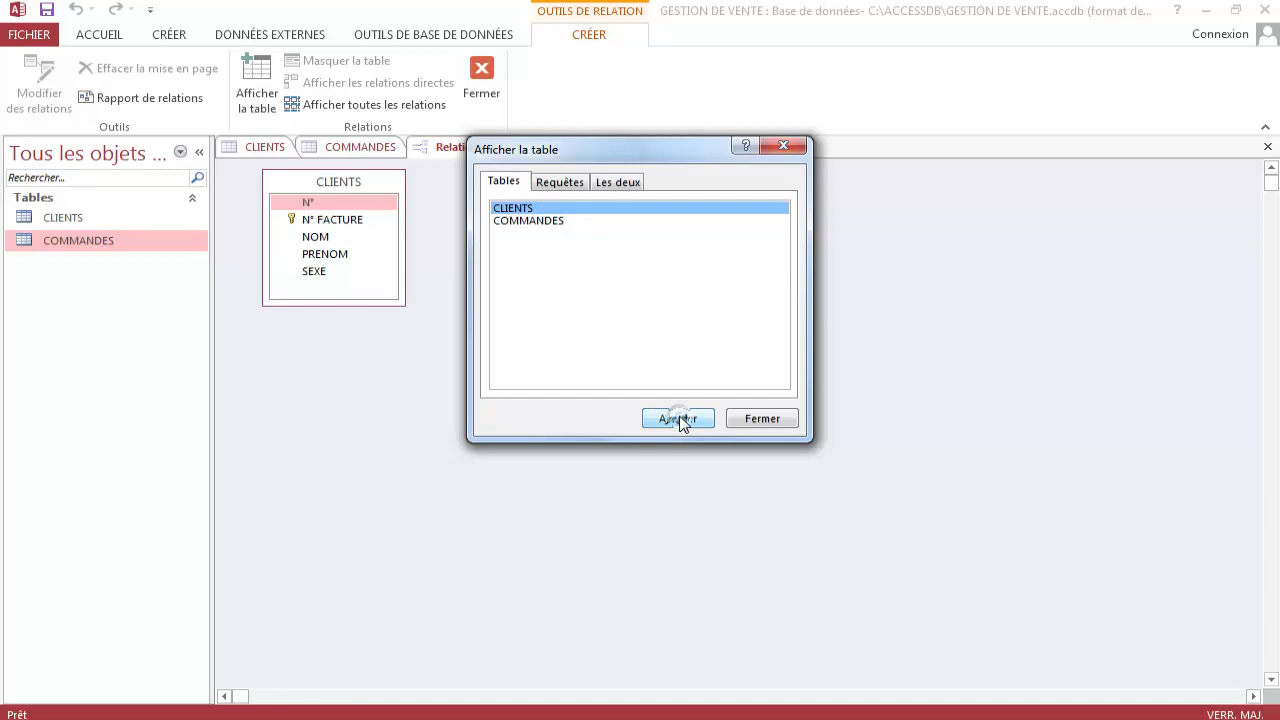 OUTILS DE RELATION
GESTION DE VENTE : Base de données- C:\ACCESSDB\GESTION DE VENTE.accdb (format de...
FICHIER
ACCUEIL
CRÉER
DONNÉES EXTERNES
OUTILS DE BASE DE DONNÉES
CRÉER
Connexion
Modifier
des relations
Effacer la mise en page
Rapport de relations
Outils
Afficher
la table
Masquer la table
Afficher les relations directes
Afficher toutes les relations
Relations
Fermer
Tous les objets ...
Rechercher...
Tables
CLIENTS
COMMANDES
CLIENTS
COMMANDES
CLIENTS
N°
N° FACTURE
NOM
PRENOM
SEXE
Afficher la table
Tables
Requêtes
Les deux
CLIENTS
COMMANDES
Fermer
Prêt
VERR. MAJ.